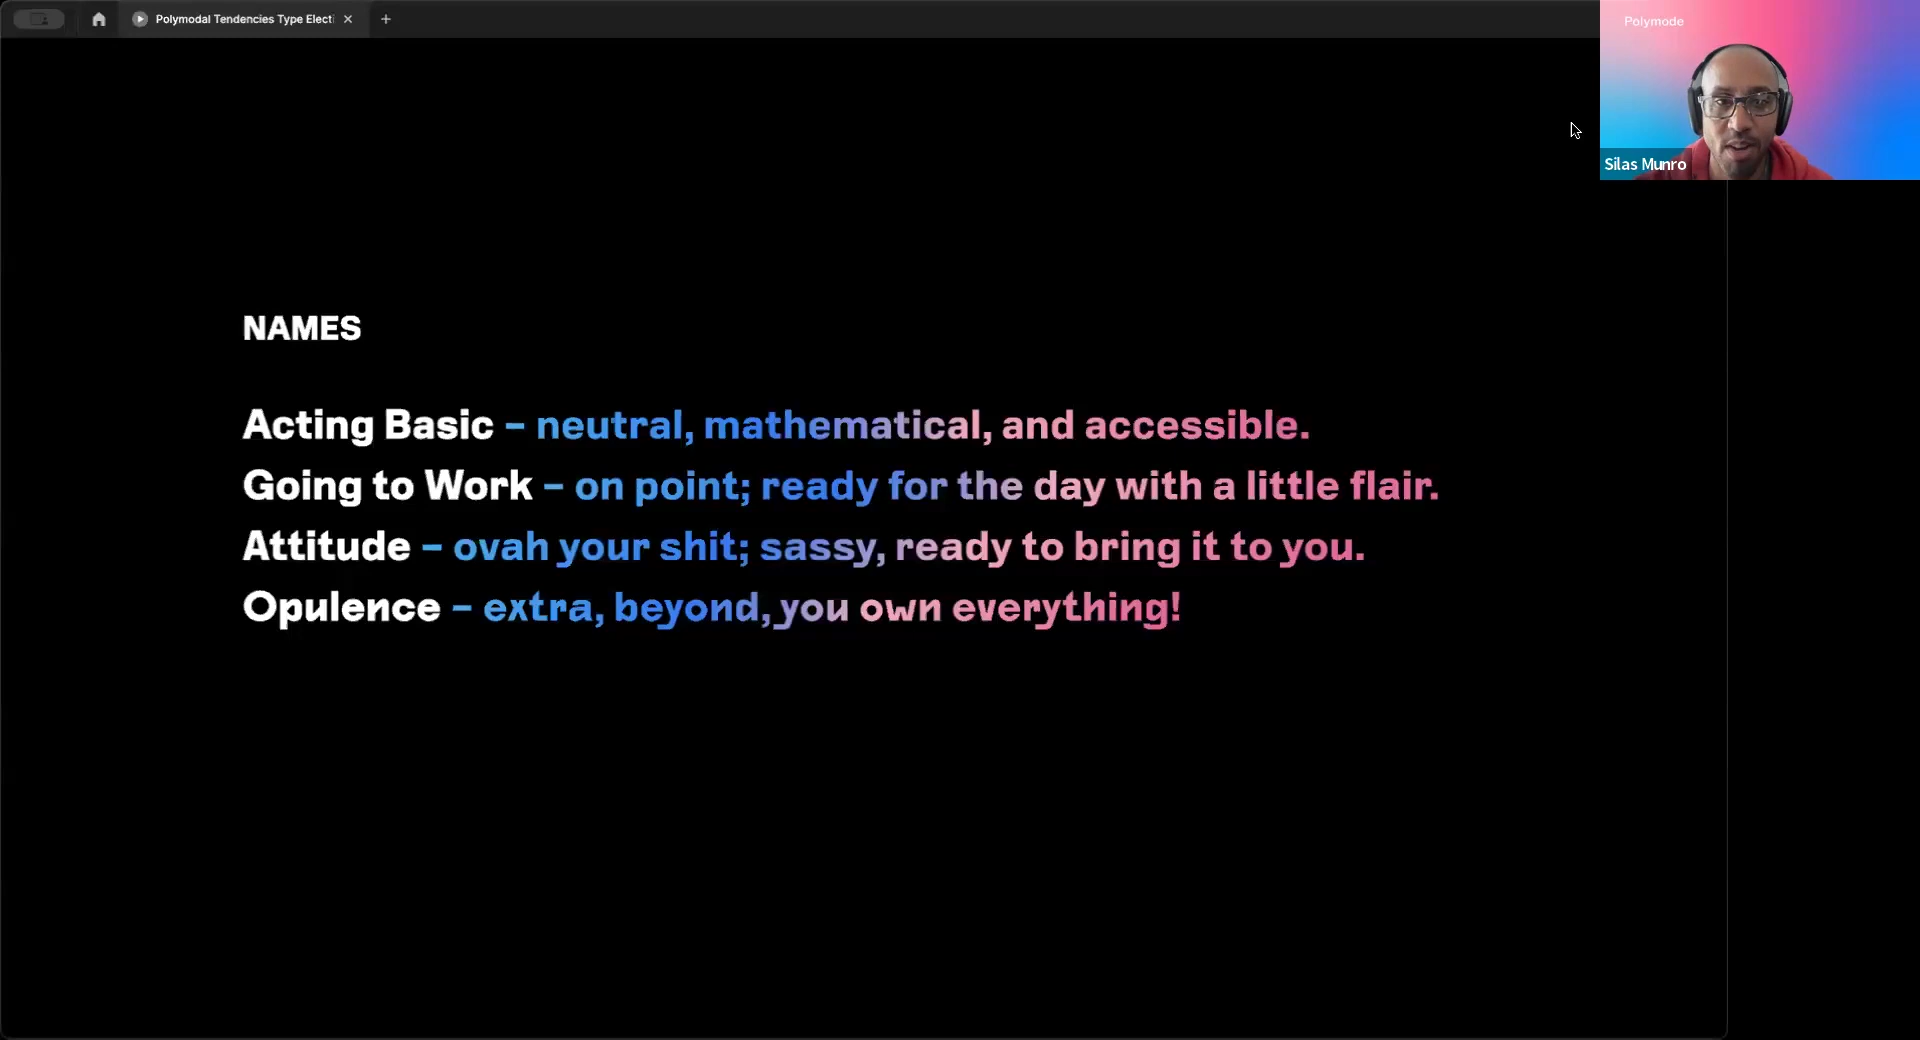 Polymodal Tendencies Type Electi
Polymode
Silas Munro
NAMES
Acting Basic – neutral, mathematical, and accessible.
Going to Work – on point; ready for the day with a little flair.
Attitude – ovah your shit; sassy, ready to bring it to you.
Opulence – extra, beyond, you own everything!